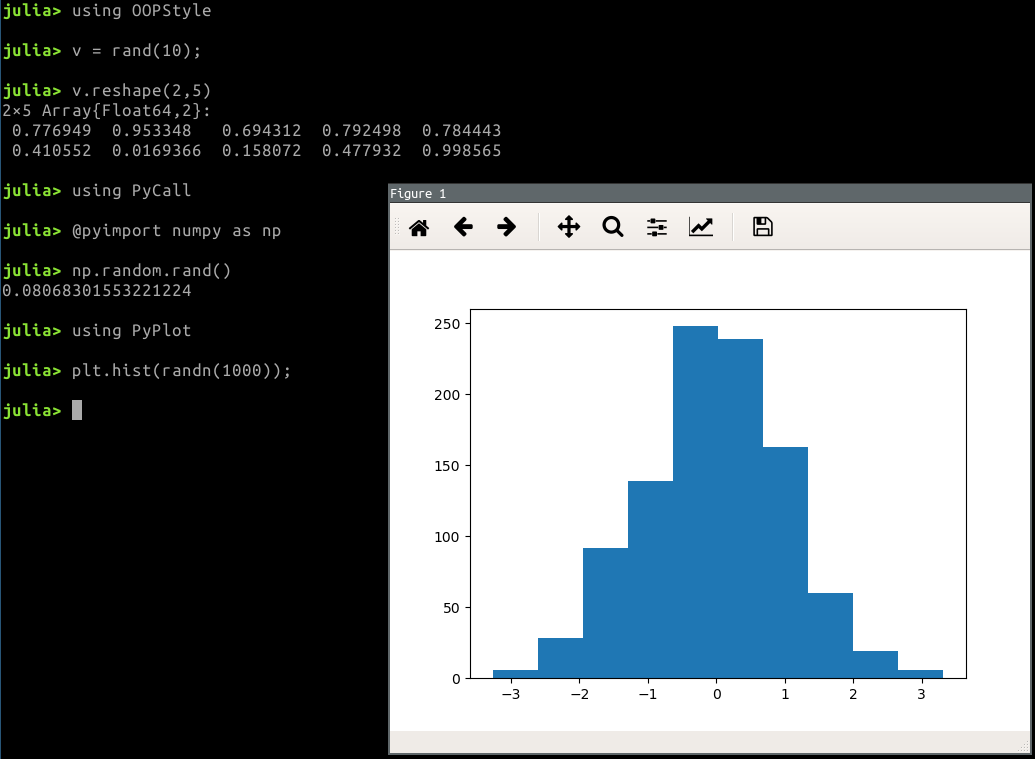 julia> using OOPStyle
julia> v = rand(10);
julia> v.reshape(2,5)
2×5 Array{Float64,2}:
 0.776949  0.953348   0.694312  0.792498  0.784443
 0.410552  0.0169366  0.158072  0.477932  0.998565
julia> using PyCall
julia> @pyimport numpy as np
julia> np.random.rand()
0.08068301553221224
julia> using PyPlot
julia> plt.hist(randn(1000));
julia>
Figure 1
250
200
150
100
50
0
−3 −2 −1 0 1 2 3